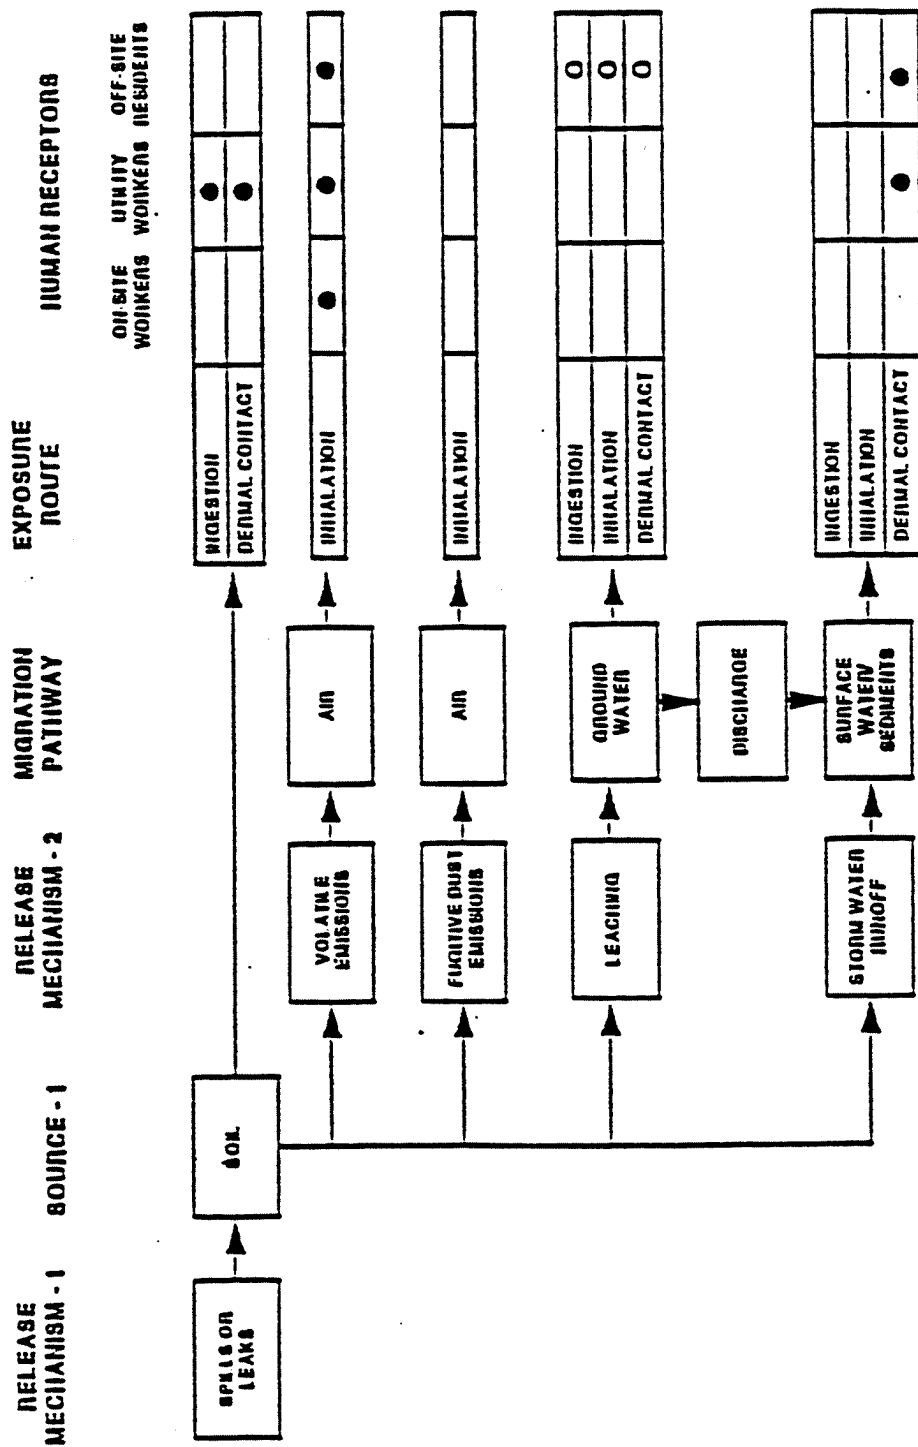 RELEASE
MECHANISM - 1
SOURCE - 1
RELEASE
MECHANISM - 2
MIGRATION
PATHWAY
EXPOSURE
ROUTE
HUMAN RECEPTORS
ON-SITE
WORKERS
UTILITY
WORKERS
OFF-SITE
RESIDENTS
SPILLS OR
LEAKS
SOIL
INGESTION
DERMAL CONTACT
VOLATILE
EMISSIONS
AIR
INHALATION
FUGITIVE DUST
EMISSIONS
AIR
INHALATION
LEACHING
GROUND
WATER
INGESTION
INHALATION
DERMAL CONTACT
DISCHARGE
STORM WATER
RUNOFF
SURFACE
WATER/
SEDIMENTS
INGESTION
INHALATION
DERMAL CONTACT